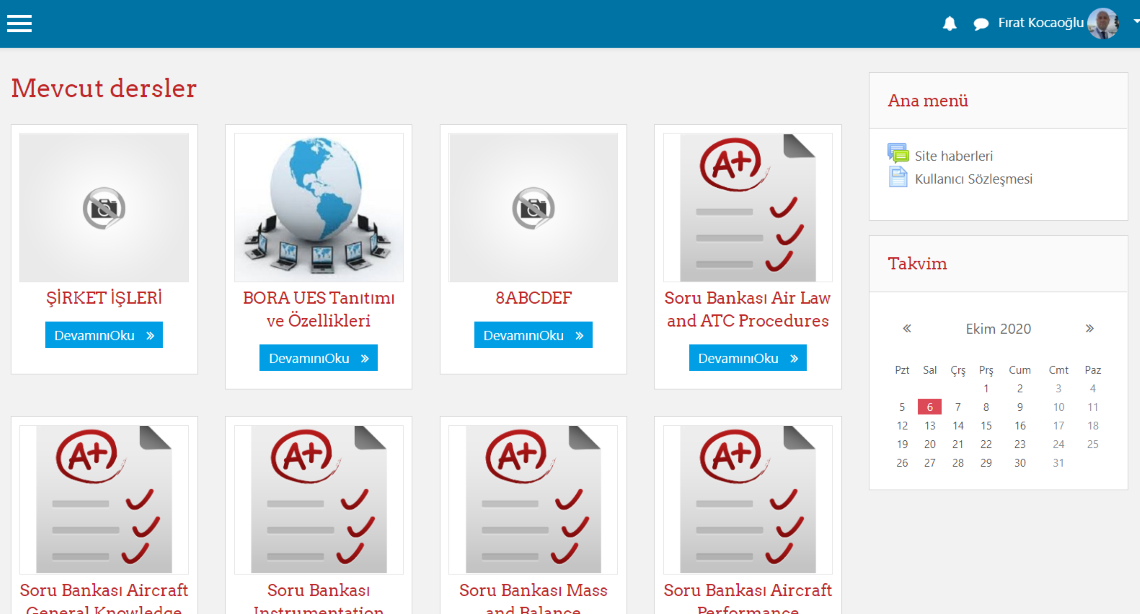 Fırat Kocaoğlu
Mevcut dersler
ŞİRKET İŞLERİ
DevamınıOku »
BORA UES Tanıtımı
ve Özellikleri
DevamınıOku »
8ABCDEF
DevamınıOku »
A+
Soru Bankası Air Law
and ATC Procedures
DevamınıOku »
A+
Soru Bankası Aircraft
General Knowledge
A+
Soru Bankası
Instrumentation
A+
Soru Bankası Mass
and Balance
A+
Soru Bankası Aircraft
Performance
Ana menü
Site haberleri
Kullanıcı Sözleşmesi
Takvim
« Ekim 2020 »
Pzt Sal Çrş Prş Cum Cmt Paz
1 2 3 4
5 6 7 8 9 10 11
12 13 14 15 16 17 18
19 20 21 22 23 24 25
26 27 28 29 30 31